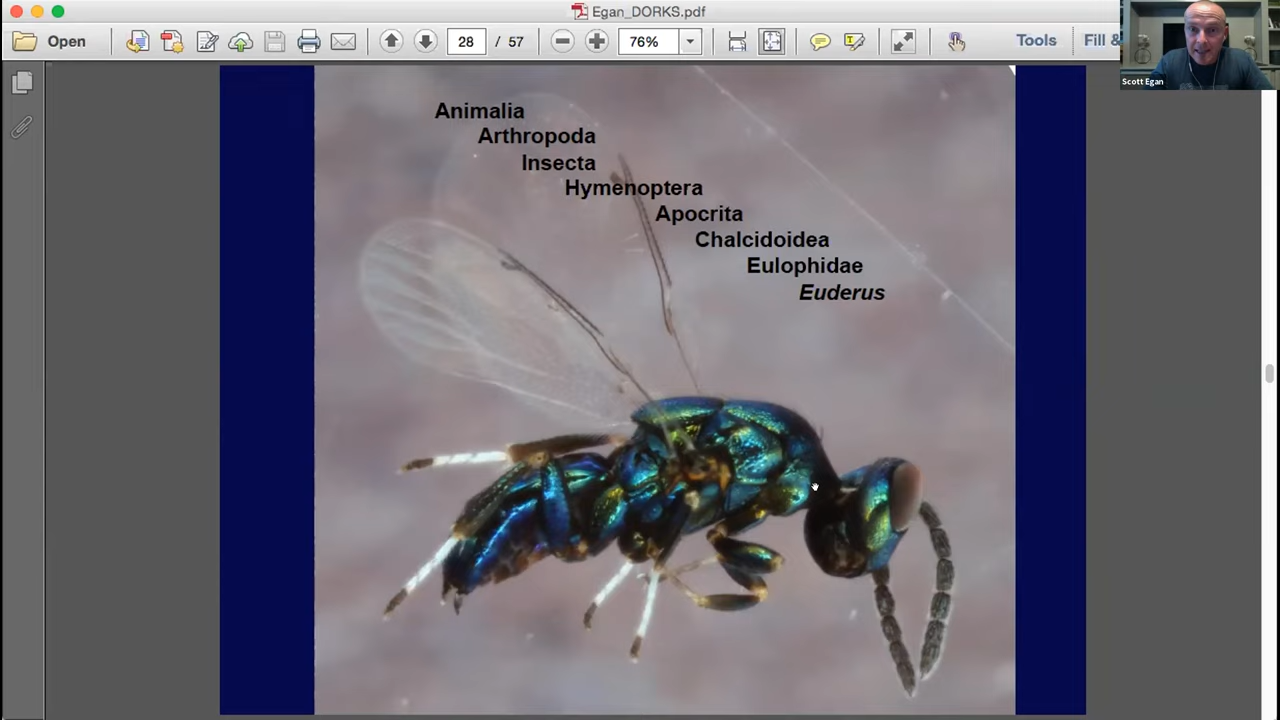 Egan_DORKS.pdf
Open
28 / 57
76%
Tools
Fill &
Scott Egan
Animalia
Arthropoda
Insecta
Hymenoptera
Apocrita
Chalcidoidea
Eulophidae
Euderus